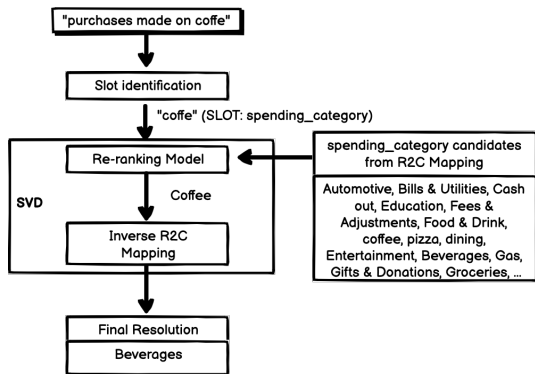 "purchases made on coffe"
Slot identification
"coffe" (SLOT: spending_category)
Re-ranking Model
spending_category candidates
from R2C Mapping
Automotive, Bills & Utilities, Cash
out, Education, Fees &
Adjustments, Food & Drink,
coffee, pizza, dining,
Entertainment, Beverages, Gas,
Gifts & Donations, Groceries, ...
SVD
Coffee
Inverse R2C
Mapping
Final Resolution
Beverages